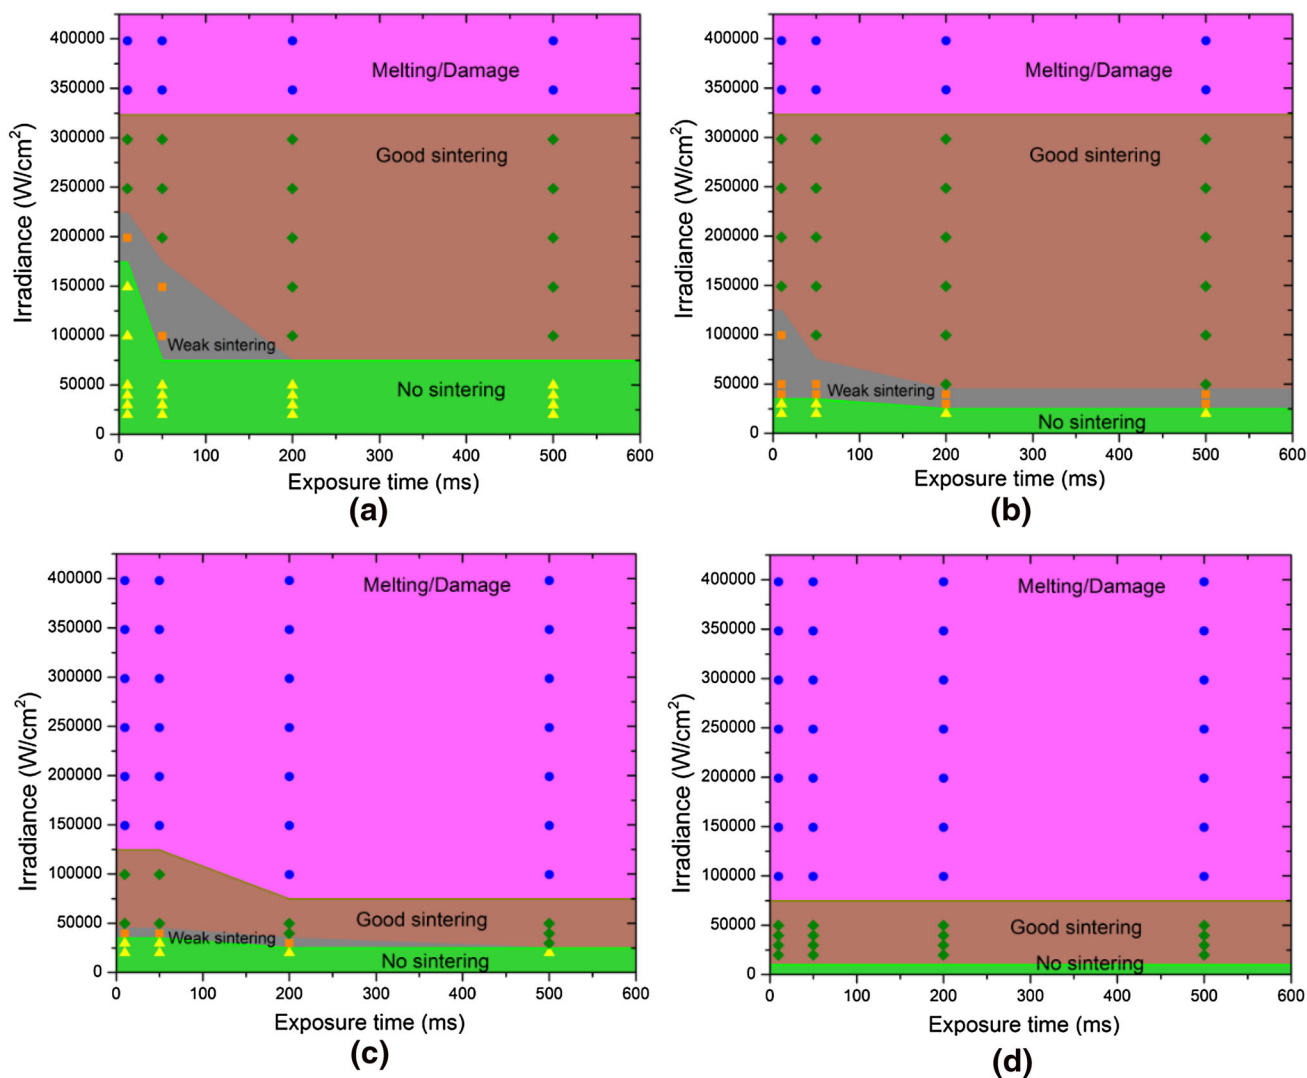 400000
350000
300000
250000
200000
150000
100000
50000
0
Irradiance (W/cm²)
Melting/Damage
Good sintering
Weak sintering
No sintering
0 100 200 300 400 500 600
Exposure time (ms)
(a)
400000
350000
300000
250000
200000
150000
100000
50000
0
Irradiance (W/cm²)
Melting/Damage
Good sintering
Weak sintering
No sintering
0 100 200 300 400 500 600
Exposure time (ms)
(b)
400000
350000
300000
250000
200000
150000
100000
50000
0
Irradiance (W/cm²)
Melting/Damage
Good sintering
Weak sintering
No sintering
0 100 200 300 400 500 600
Exposure time (ms)
(c)
400000
350000
300000
250000
200000
150000
100000
50000
0
Irradiance (W/cm²)
Melting/Damage
Good sintering
No sintering
0 100 200 300 400 500 600
Exposure time (ms)
(d)